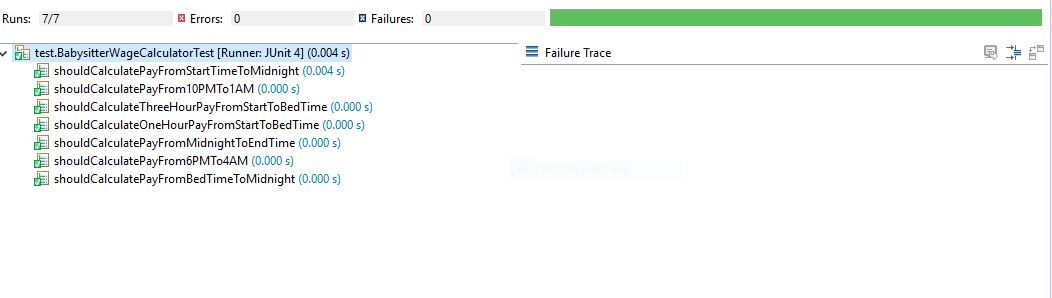 Runs: 7/7 Errors: 0 Failures: 0
test.BabysitterWageCalculatorTest [Runner: JUnit 4] (0.004 s)
Failure Trace
shouldCalculatePayFromStartTimeToMidnight (0.004 s)
shouldCalculatePayFrom10PMTo1AM (0.000 s)
shouldCalculateThreeHourPayFromStartToBedTime (0.000 s)
shouldCalculateOneHourPayFromStartToBedTime (0.000 s)
shouldCalculatePayFromMidnightToEndTime (0.000 s)
shouldCalculatePayFrom6PMTo4AM (0.000 s)
Rectangular Snip
shouldCalculatePayFromBedTimeToMidnight (0.000 s)